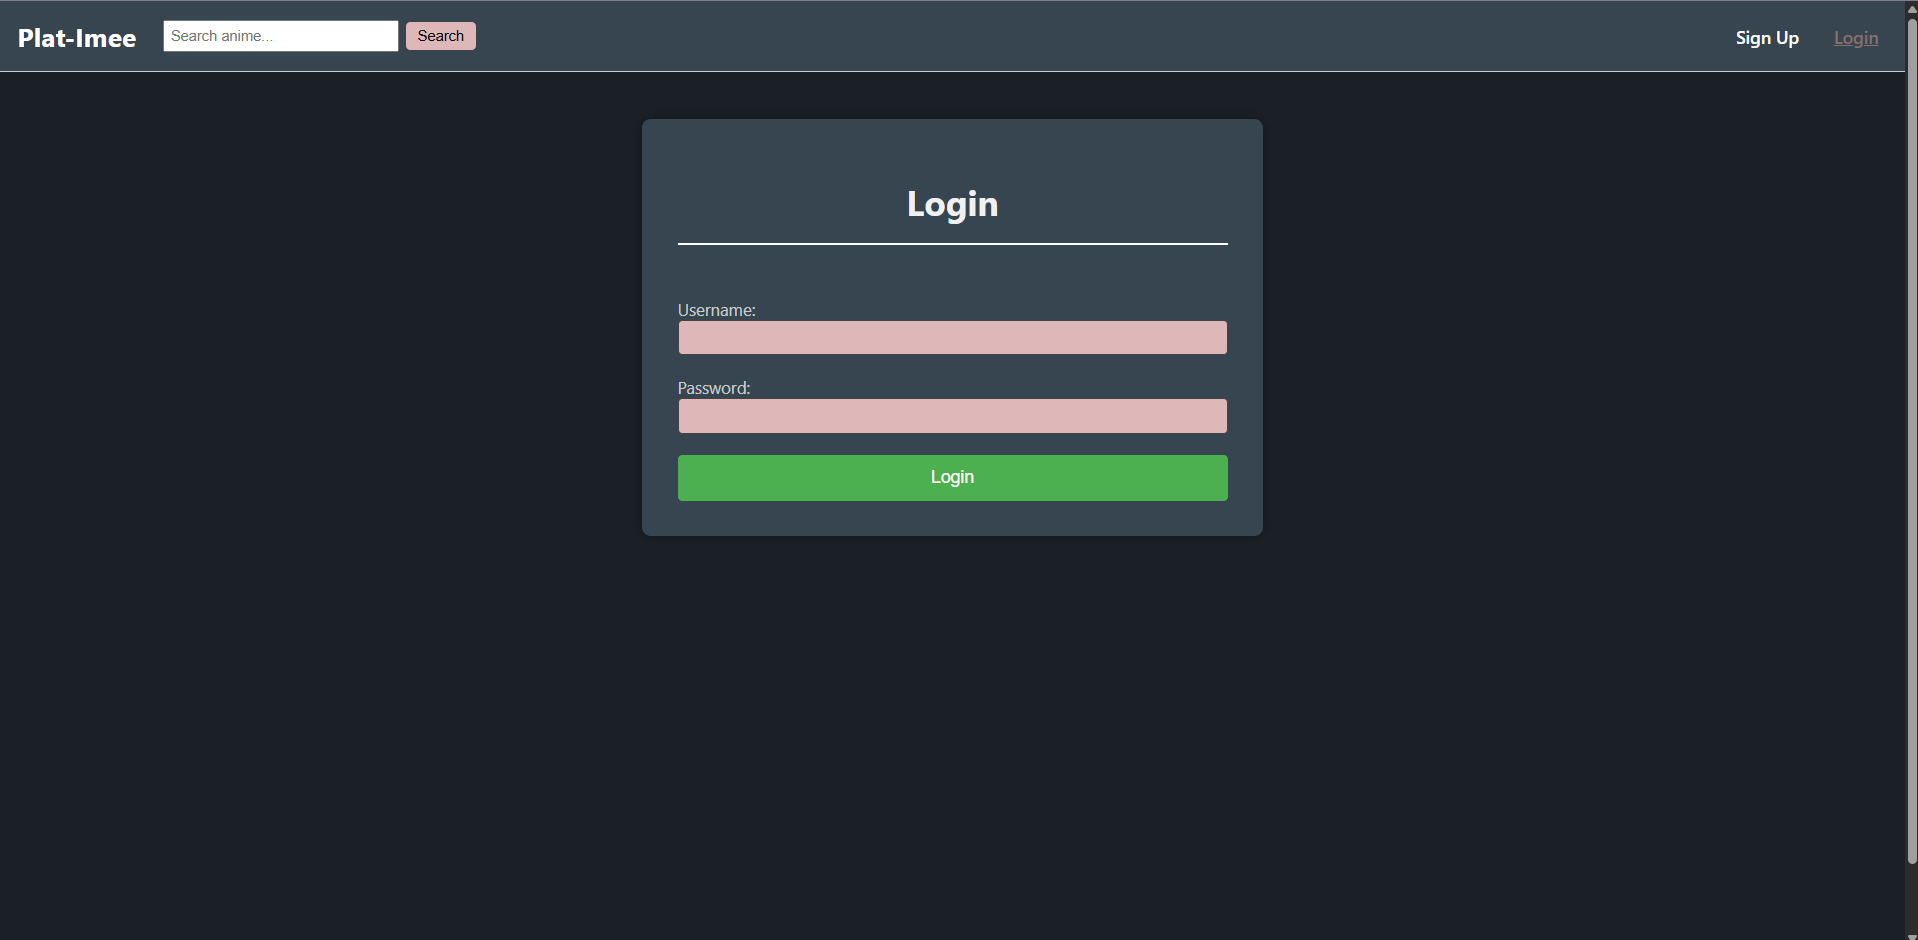 Plat-Imee
Search anime...
Search
Sign Up
Login
Login
Username:
Password:
Login